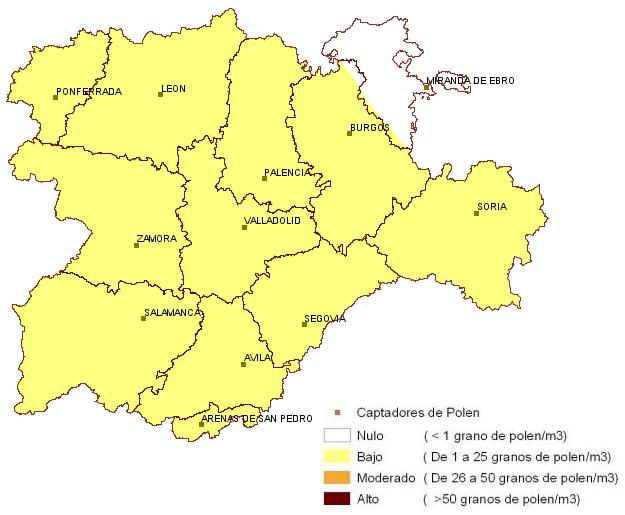 MIRANDA DE EBRO
PONFERRADA
LEON
BURGOS
PALENCIA
SORIA
VALLADOLID
ZAMORA
SALAMANCA
SEGOVIA
AVILA
ARENAS DE SAN PEDRO
Captadores de Polen
Nulo ( < 1 grano de polen/m3)
Bajo ( De 1 a 25 granos de polen/m3)
Moderado ( De 26 a 50 granos de polen/m3)
Alto ( >50 granos de polen/m3)